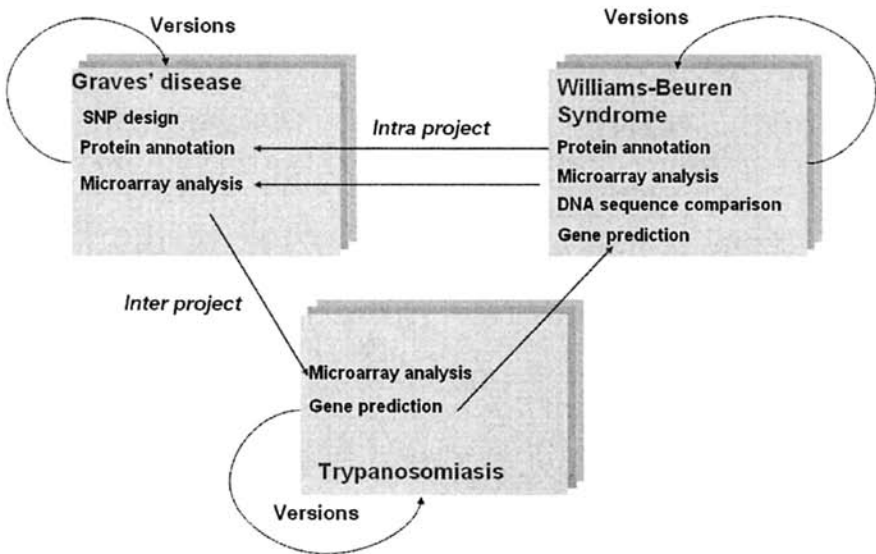 Versions
Graves' disease
SNP design
Protein annotation
Microarray analysis
Intra project
Versions
Williams-Beuren
Syndrome
Protein annotation
Microarray analysis
DNA sequence comparison
Gene prediction
Inter project
Microarray analysis
Gene prediction
Trypanosomiasis
Versions